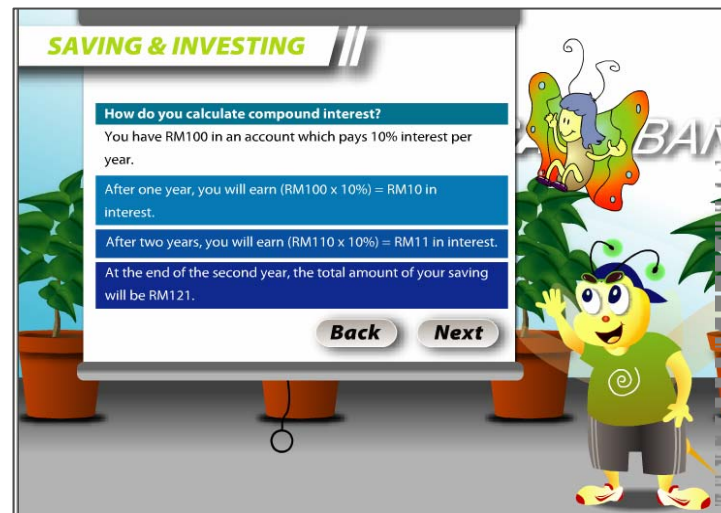 SAVING & INVESTING
How do you calculate compound interest?
You have RM100 in an account which pays 10% interest per
year.
After one year, you will earn (RM100 x 10%) = RM10 in
interest.
After two years, you will earn (RM110 x 10%) = RM11 in interest.
At the end of the second year, the total amount of your saving
will be RM121.
Back Next